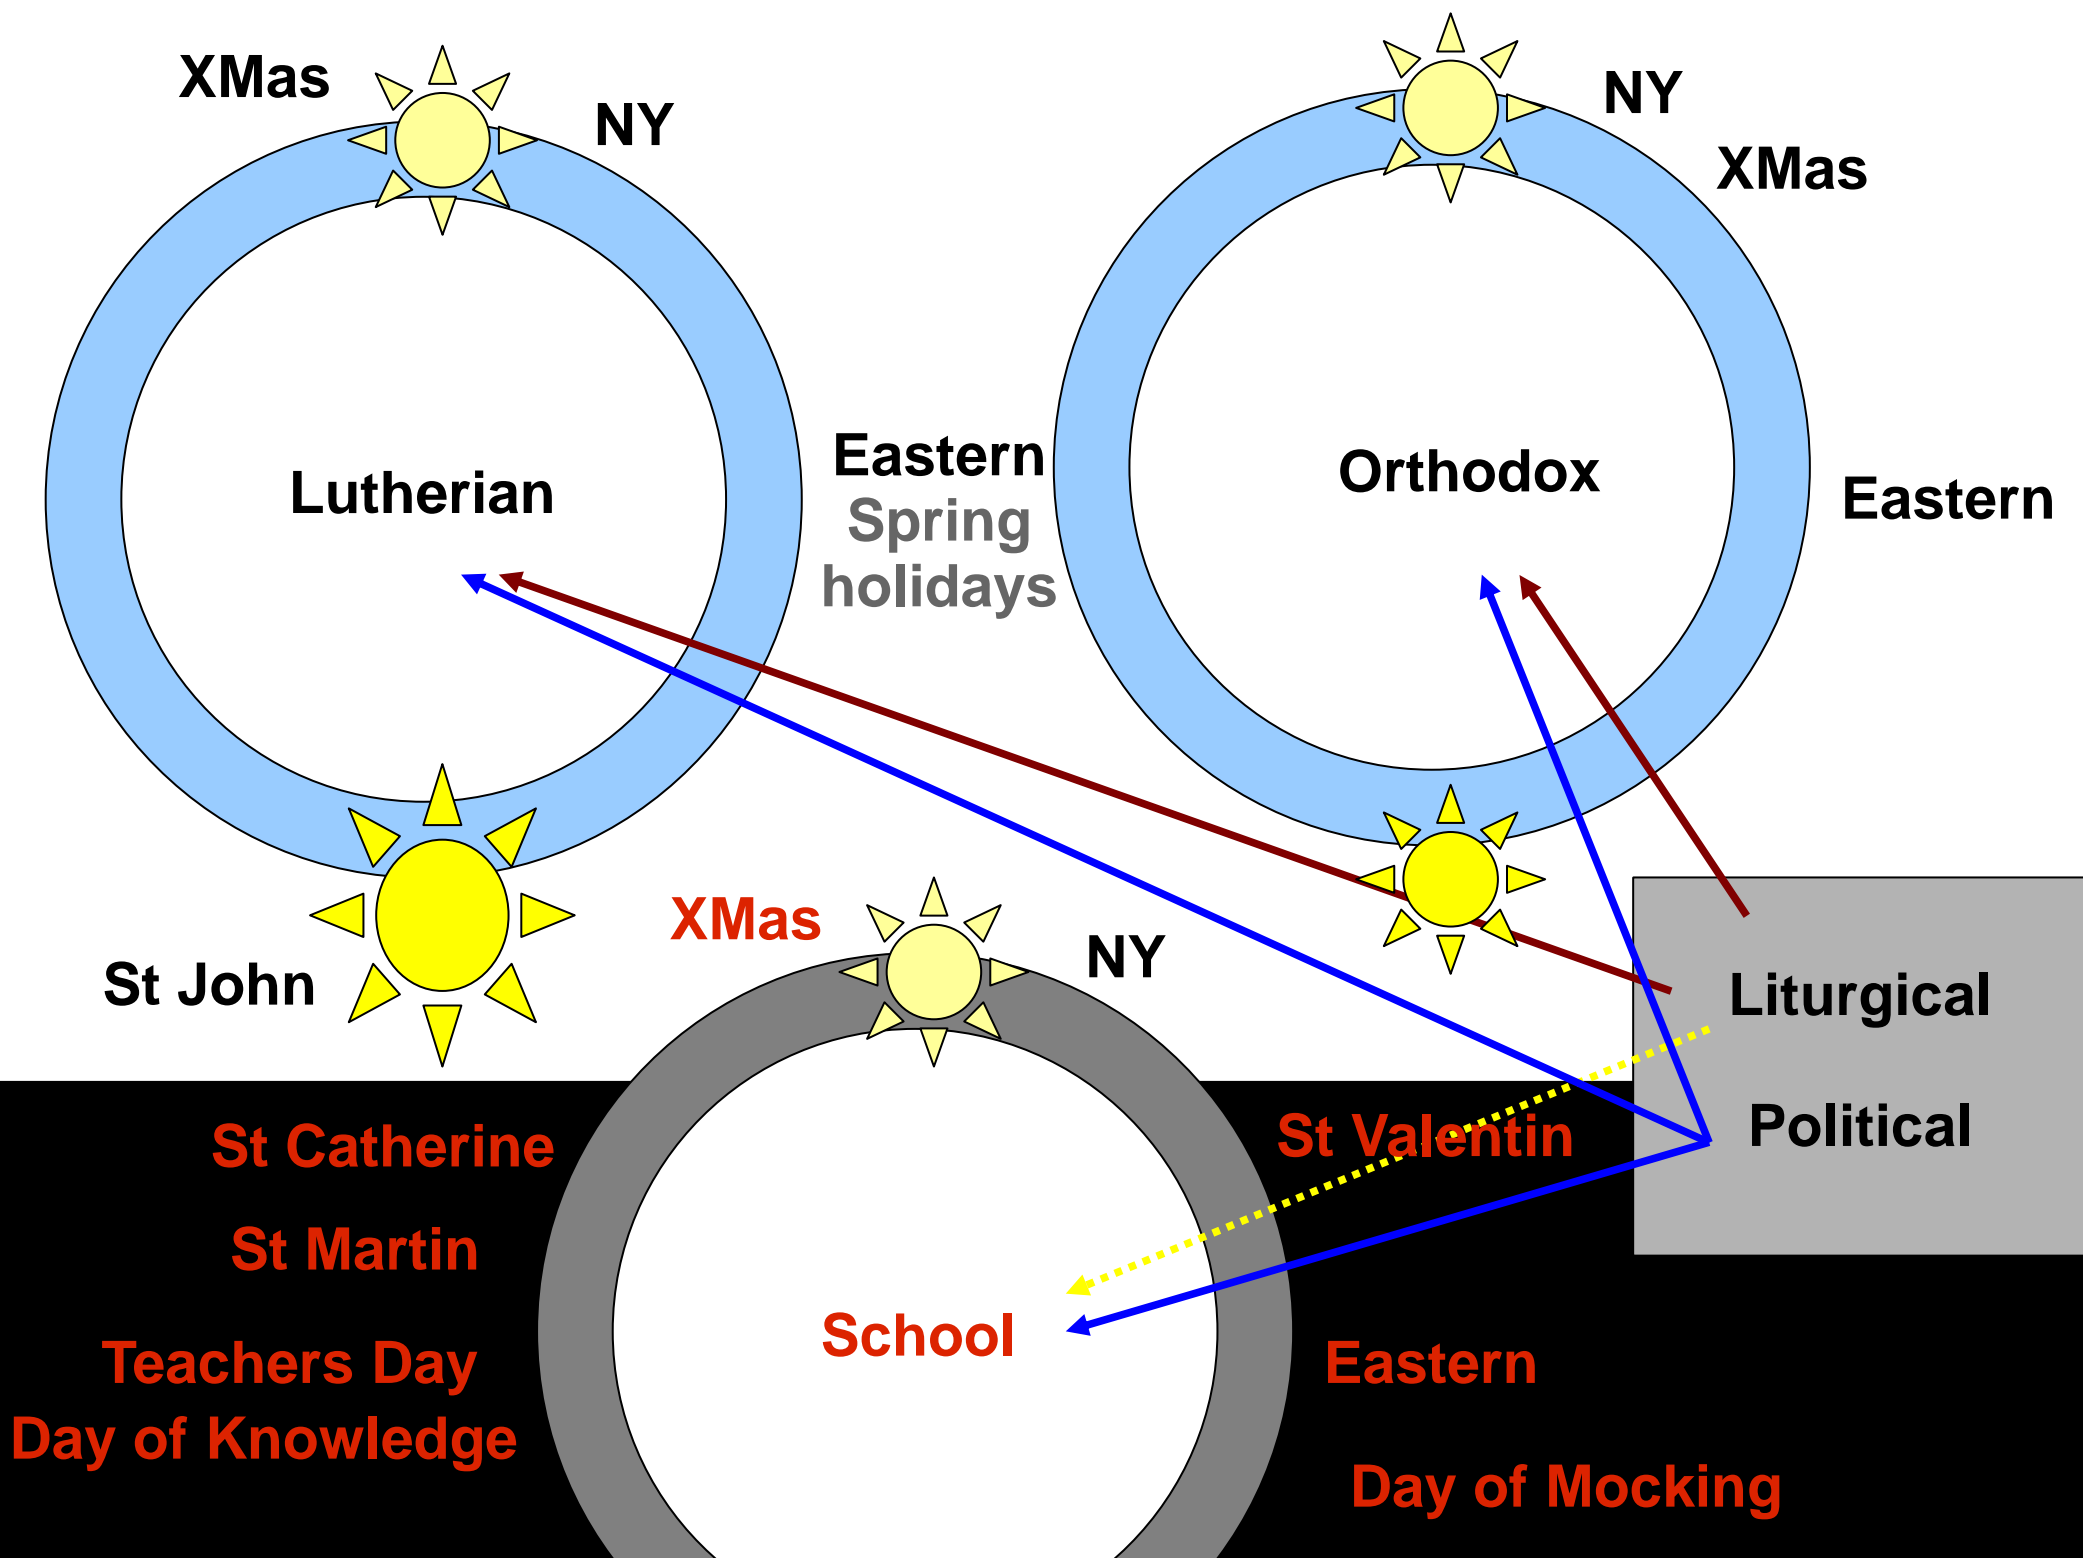 XMas
NY
NY
XMas
Lutherian
Eastern
Spring
holidays
Orthodox
Eastern
St John
XMas
NY
Liturgical
Political
St Catherine
St Valentin
St Martin
School
Teachers Day
Eastern
Day of Knowledge
Day of Mocking